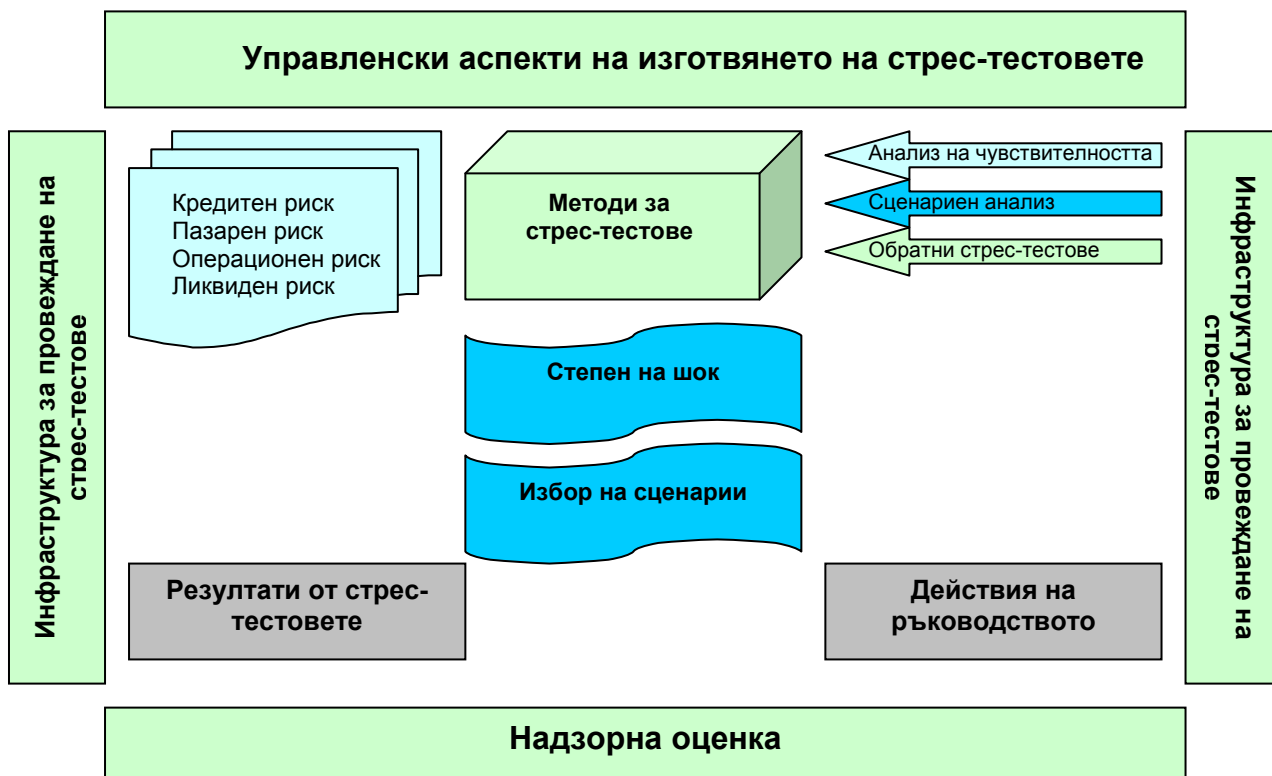 Управленски аспекти на изготвянето на стрес-тестовете
Инфраструктура за провеждане на
стрес-тестове
Кредитен риск
Пазарен риск
Операционен риск
Ликвиден риск
Методи за
стрес-тестове
Анализ на чувствителността
Сценариен анализ
Обратни стрес-тестове
Степен на шок
Избор на сценарии
Резултати от стрес-
тестовете
Действия на
ръководството
Инфраструктура за провеждане на
стрес-тестове
Надзорна оценка